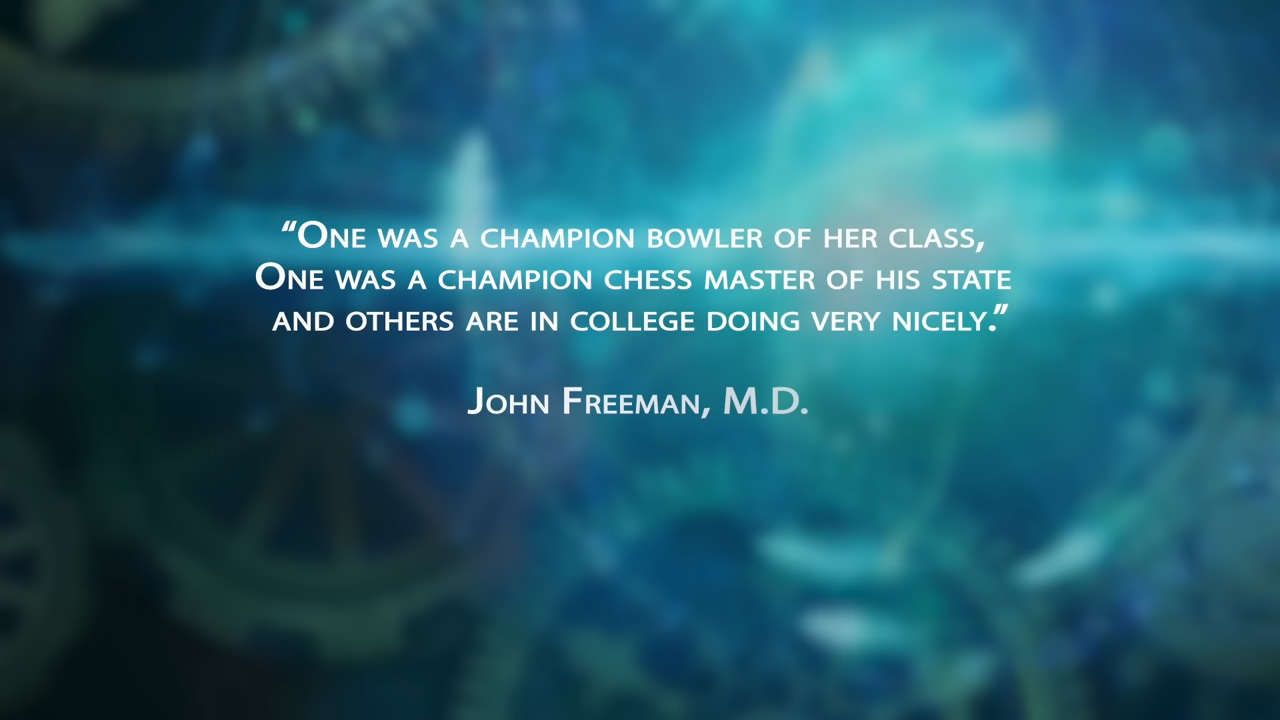 “One was a champion bowler of her class,
One was a champion chess master of his state
and others are in college doing very nicely.”
John Freeman, M.D.